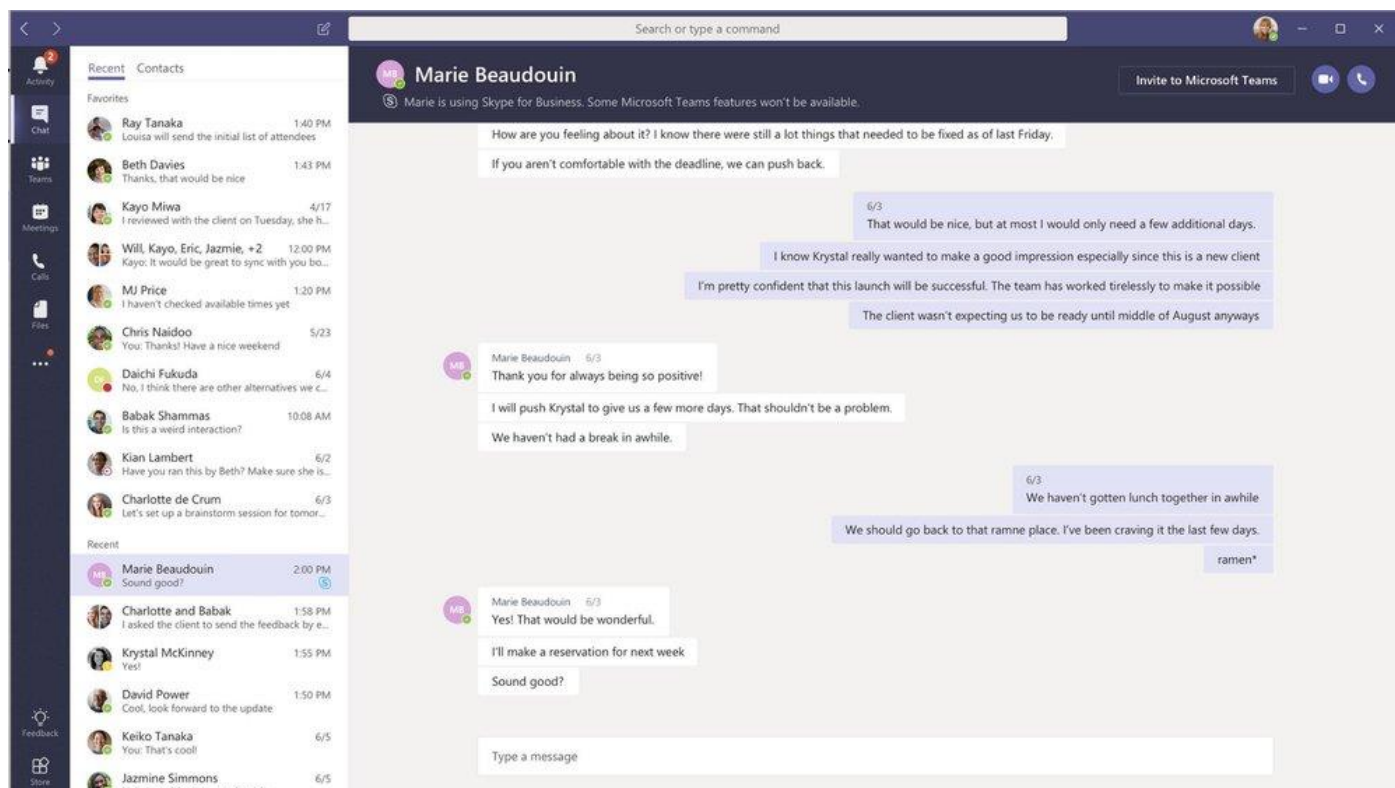 Search or type a command
2
Activity
Chat
Teams
Meetings
Calls
Files
Feedback
Store
Recent Contacts
Favorites
Ray Tanaka 1:40 PM
Louisa will send the initial list of attendees
Beth Davies 1:43 PM
Thanks, that would be nice
Kayo Miwa 4/17
I reviewed with the client on Tuesday, she h...
Will, Kayo, Eric, Jazmie, +2 12:00 PM
Kayo: It would be great to sync with you bo...
MJ Price 1:20 PM
I haven't checked available times yet
Chris Naidoo 5/23
You: Thanks! Have a nice weekend
Daichi Fukuda 6/4
No, I think there are other alternatives we c...
Babak Shammas 10:08 AM
Is this a weird interaction?
Kian Lambert 6/2
Have you ran this by Beth? Make sure she is...
Charlotte de Crum 6/3
Let's set up a brainstorm session for tomor...
Recent
MB Marie Beaudouin 2:00 PM
Sound good?
Charlotte and Babak 1:58 PM
I asked the client to send the feedback by e...
Krystal McKinney 1:55 PM
Yes!
David Power 1:50 PM
Cool, look forward to the update
Keiko Tanaka 6/5
You: That's cool!
Jazmine Simmons 6/5
MB Marie Beaudouin
Marie is using Skype for Business. Some Microsoft Teams features won't be available.
Invite to Microsoft Teams
How are you feeling about it? I know there were still a lot things that needed to be fixed as of last Friday.
If you aren't comfortable with the deadline, we can push back.
6/3
That would be nice, but at most I would only need a few additional days.
I know Krystal really wanted to make a good impression especially since this is a new client
I'm pretty confident that this launch will be successful. The team has worked tirelessly to make it possible
The client wasn't expecting us to be ready until middle of August anyways
MB Marie Beaudouin 6/3
Thank you for always being so positive!
I will push Krystal to give us a few more days. That shouldn't be a problem.
We haven't had a break in awhile.
6/3
We haven't gotten lunch together in awhile
We should go back to that ramne place. I've been craving it the last few days.
ramen*
MB Marie Beaudouin 6/3
Yes! That would be wonderful.
I'll make a reservation for next week
Sound good?
Type a message